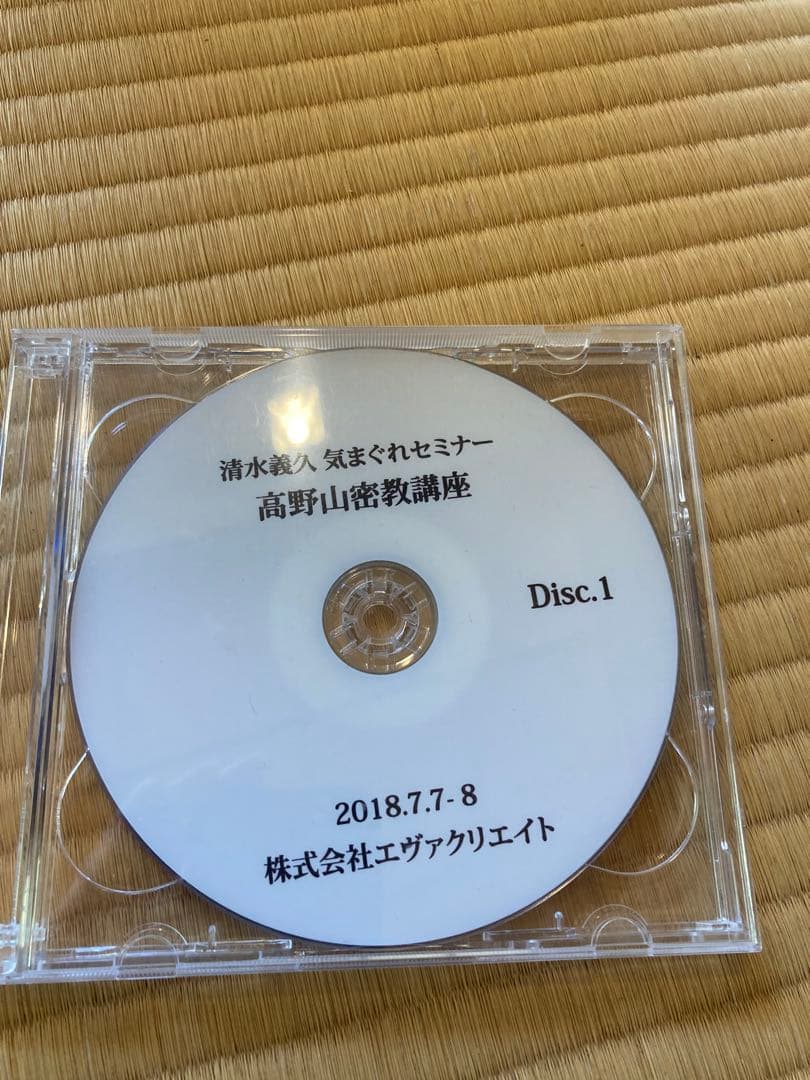 清水義久 気まぐれセミナー
高野山密教講座
Disc.1
2018.7.7-8
株式会社エヴァクリエイト